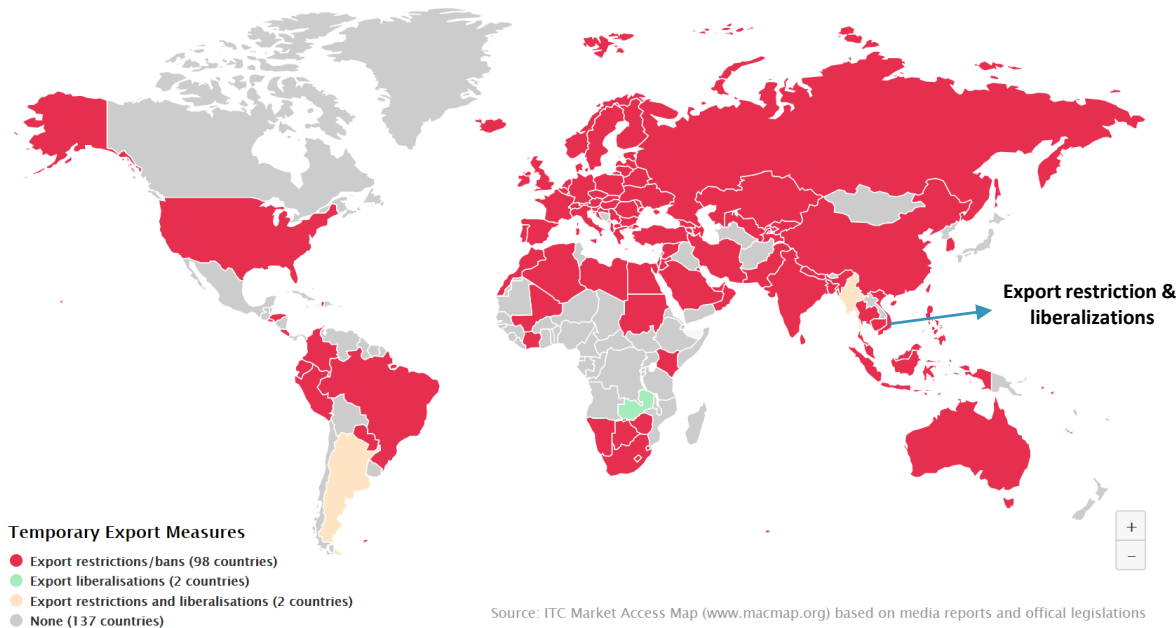 Export restriction &
liberalizations
Temporary Export Measures
Export restrictions/bans (98 countries)
Export liberalisations (2 countries)
Export restrictions and liberalisations (2 countries)
None (137 countries)
+
−
Source: ITC Market Access Map (www.macmap.org) based on media reports and offical legislations